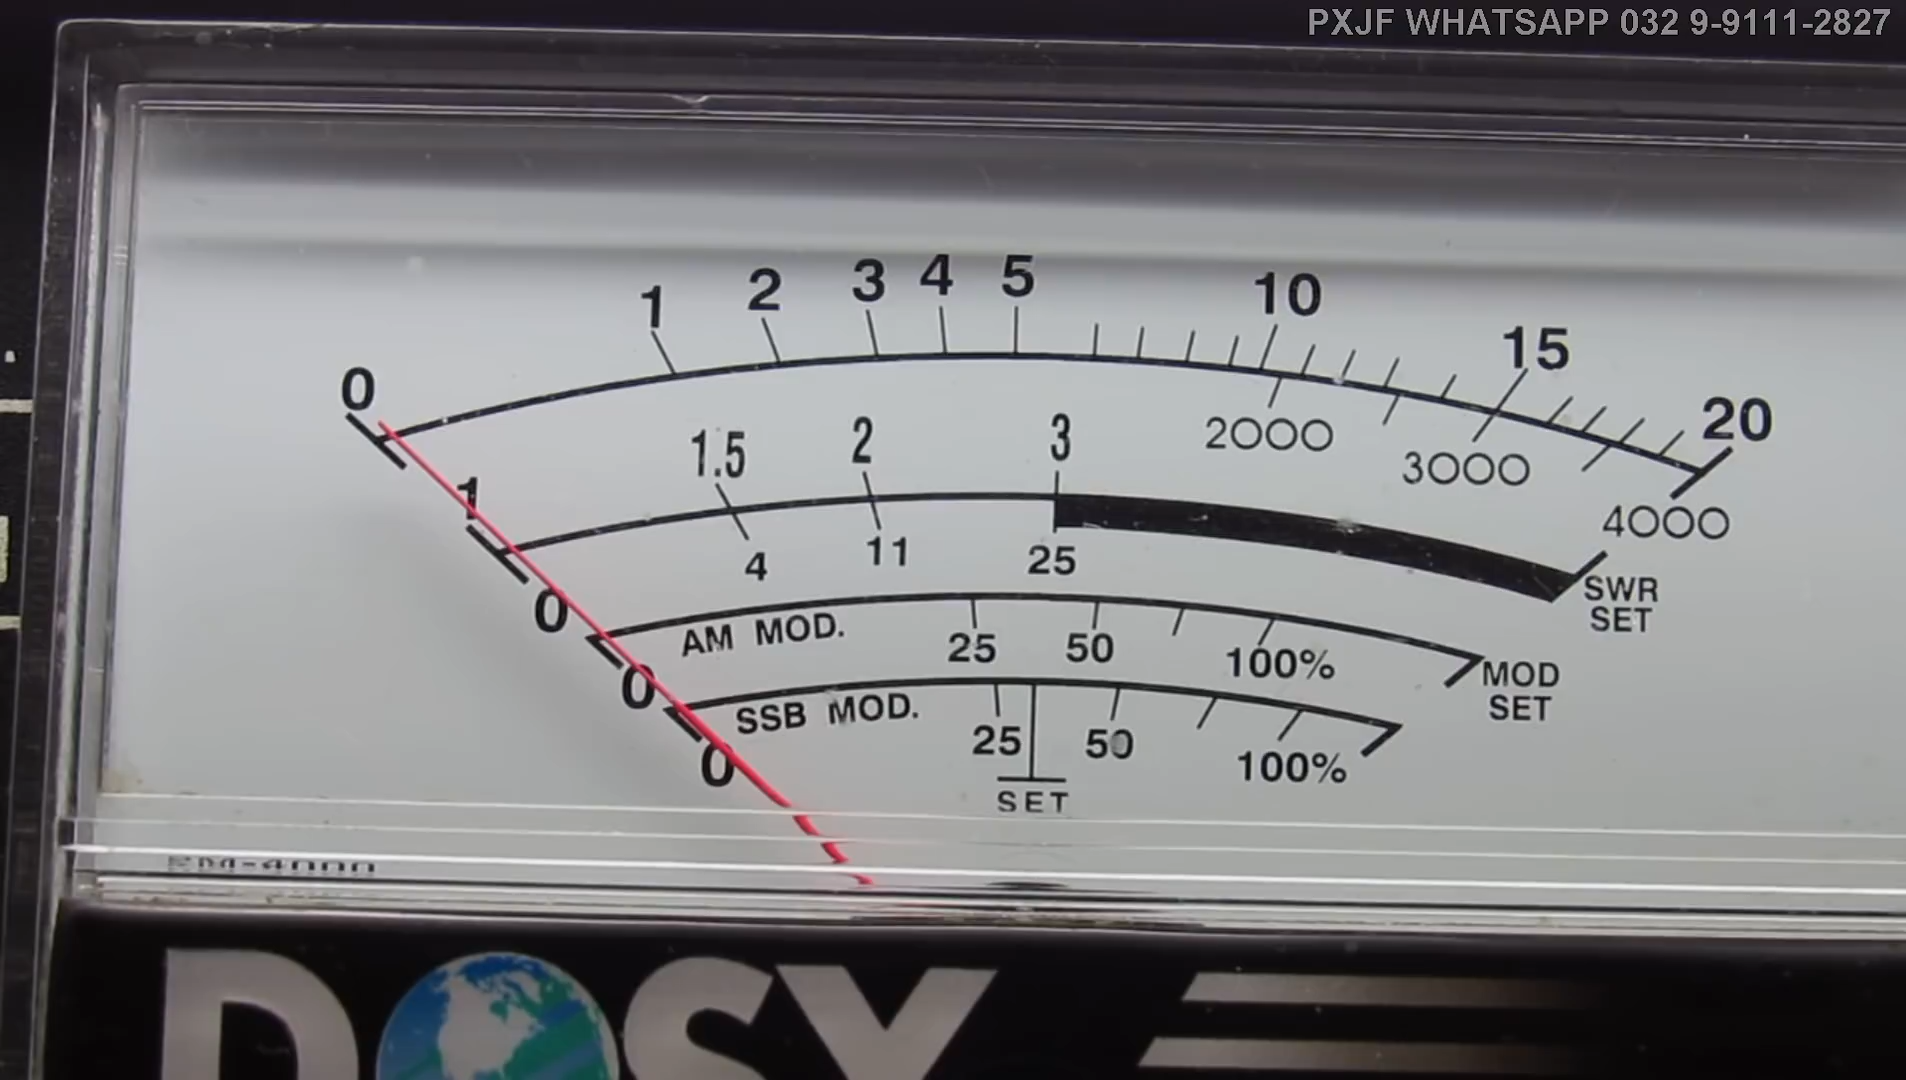 PXJF WHATSAPP 032 9-9111-2827
0 1 2 3 4 5 10 15 20
2000 3000 4000
1 1.5 2 3 SWR
SET
0 4 11 25
AM MOD. 25 50 100% MOD
SET
0 SSB MOD. 25 50 100%
0 SET
DOSY